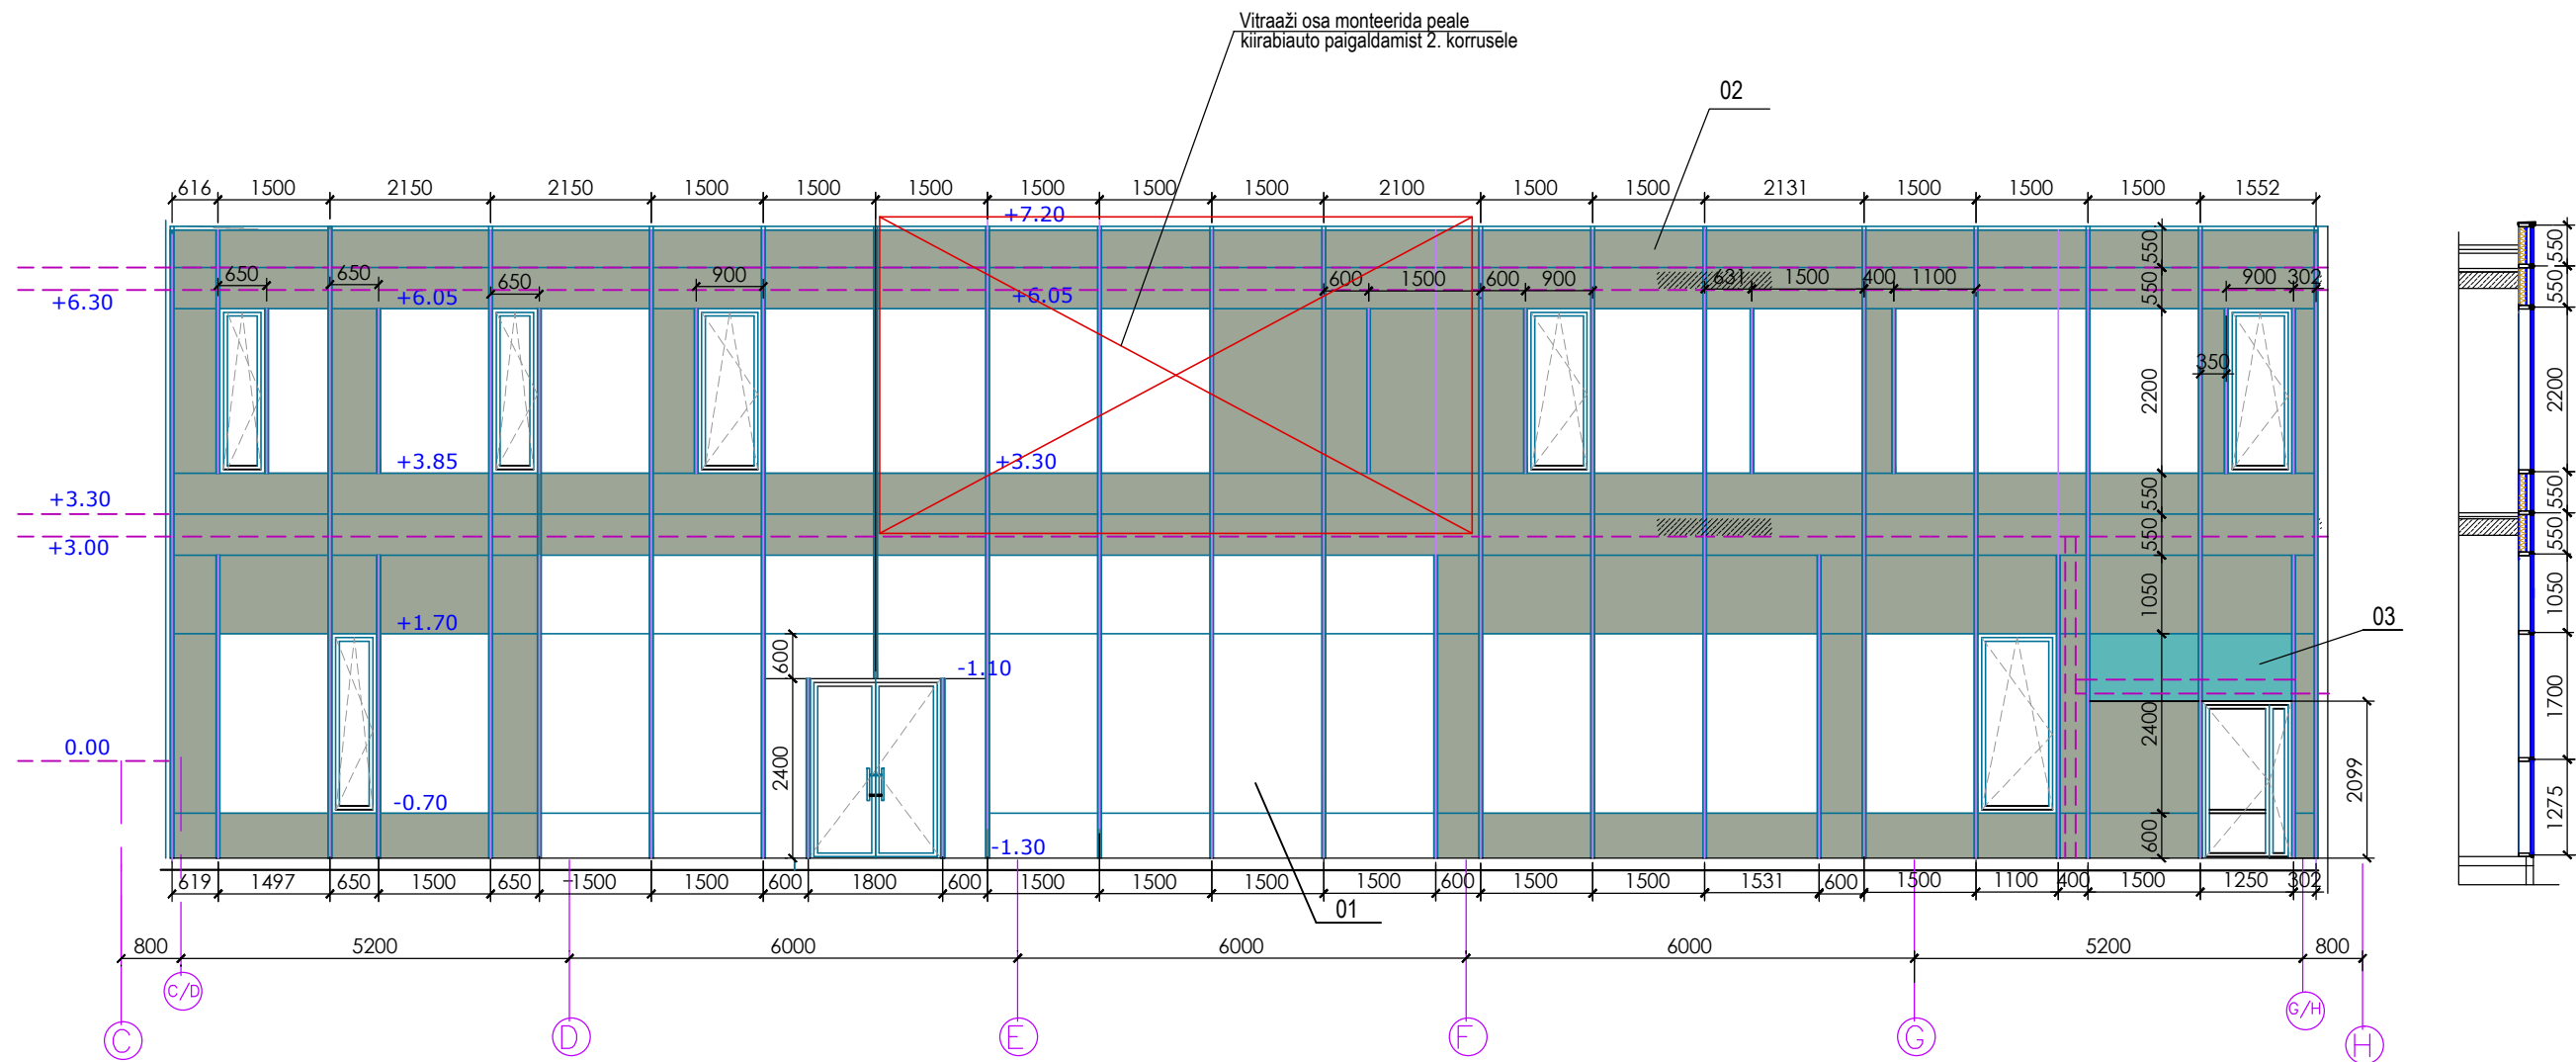 Vitraaži osa monteerida peale
kiirabiauto paigaldamist 2. korrusele
02
616 1500 2150 2150 1500 1500 1500 1500 1500 1500 2100 1500 1500 2131 1500 1500 1500 1552
+7.20
550 550
650 650 650 900 600 1500 600 900 631 1500 400 1100 900 302
+6.30 +6.05 +6.05 550 550
350
2200 2200
+3.85 +3.30
+3.30 550 550
+3.00 550 550
1050 1050
+1.70 03
600 -1.10
1700
0.00 2400 2400 2099
-0.70
1275
-1.30 600
619 1497 650 1500 650 1500 1500 600 1800 600 1500 1500 1500 1500 600 1500 1500 1531 600 1500 1100 400 1500 1250 302
01
800 5200 6000 6000 6000 5200 800
C/D G/H
C D E F G H